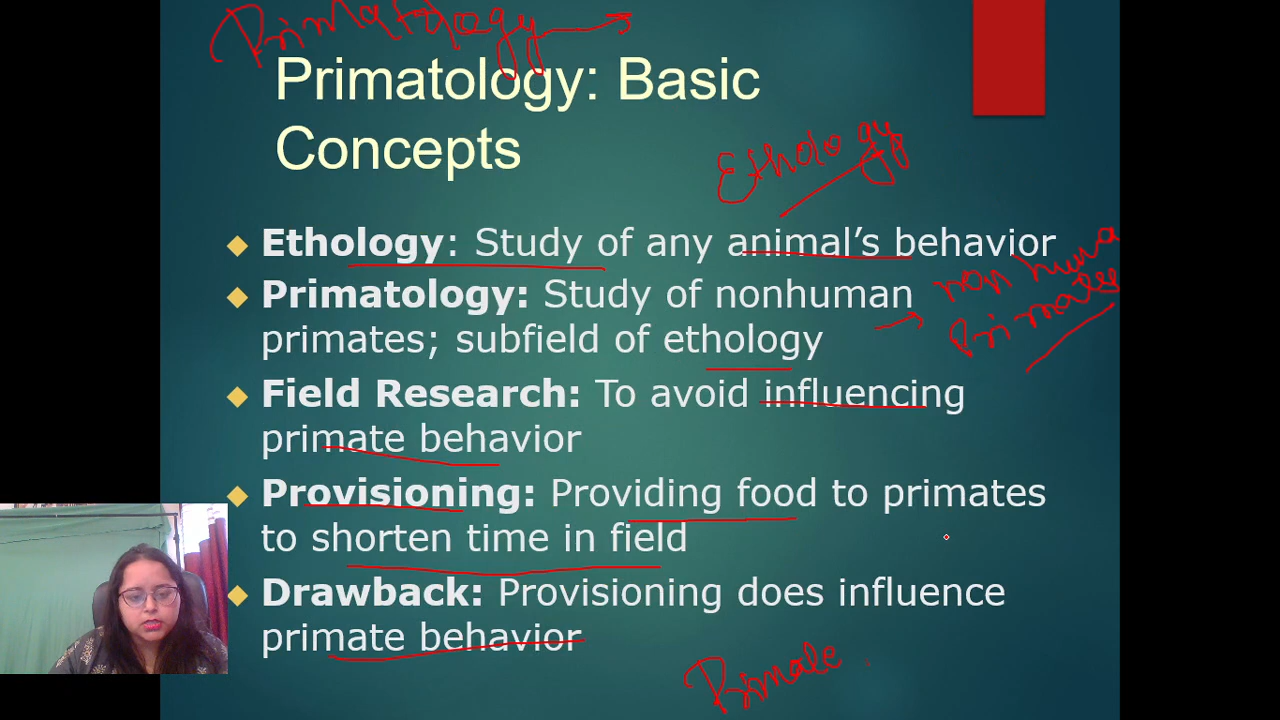 Primatology
Primatology: Basic
Concepts
Ethology
Ethology: Study of any animal's behavior
Primatology: Study of nonhuman
primates; subfield of ethology
non huma
Primates
Field Research: To avoid influencing
primate behavior
Provisioning: Providing food to primates
to shorten time in field
Drawback: Provisioning does influence
primate behavior
Primate